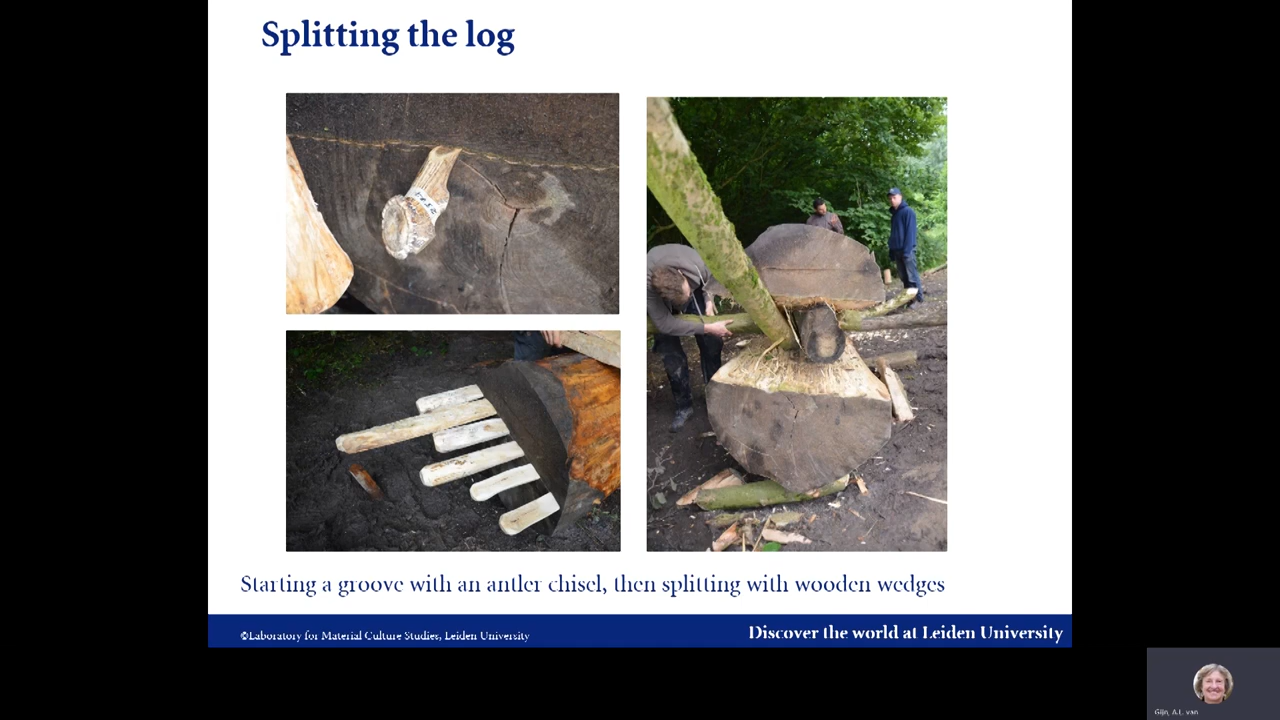 Splitting the log
Starting a groove with an antler chisel, then splitting with wooden wedges
©Laboratory for Material Culture Studies, Leiden University
Discover the world at Leiden University
Gijn, A.L. van